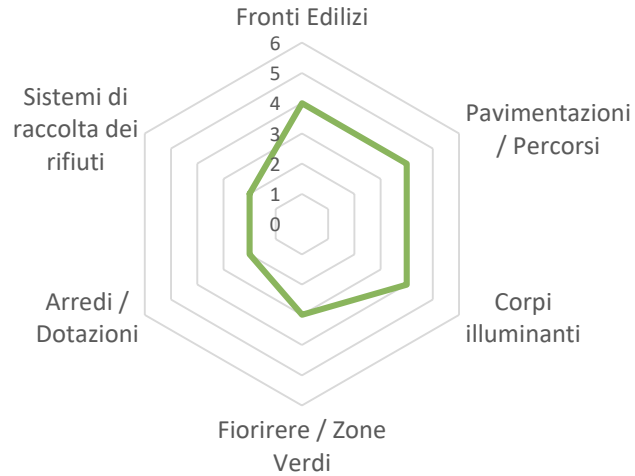 Fronti Edilizi
6
5
4
3
2
1
0
Pavimentazioni
/ Percorsi
Corpi
illuminanti
Fiorirere / Zone
Verdi
Arredi /
Dotazioni
Sistemi di
raccolta dei
rifiuti